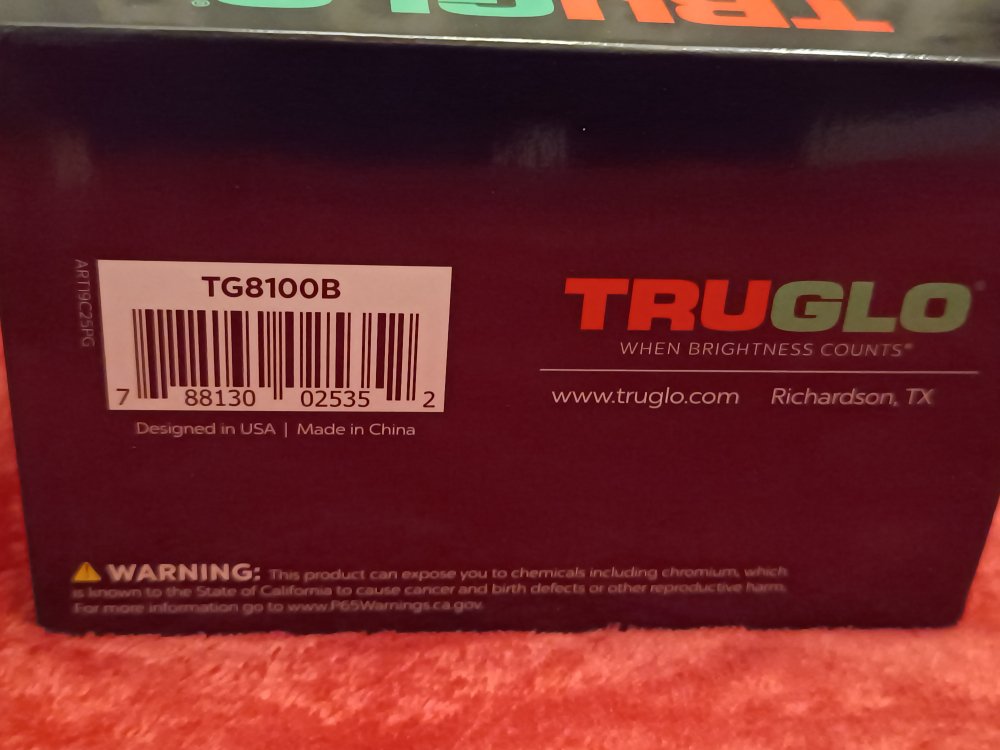 TRUGLO®
ART19C25PG
TG8100B
7 88130 02535 2
Designed in USA | Made in China
TRUGLO®
WHEN BRIGHTNESS COUNTS®
www.truglo.com Richardson, TX
WARNING: This product can expose you to chemicals including chromium, which
is known to the State of California to cause cancer and birth defects or other reproductive harm.
For more information go to www.P65Warnings.ca.gov.